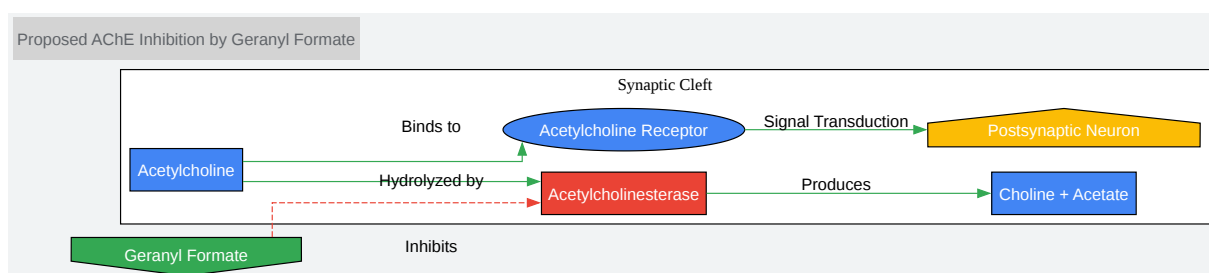 Proposed AChE Inhibition by Geranyl Formate
Synaptic Cleft
Binds to
Acetylcholine Receptor
Signal Transduction
Postsynaptic Neuron
Acetylcholine
Hydrolyzed by
Acetylcholinesterase
Produces
Choline + Acetate
Geranyl Formate
Inhibits